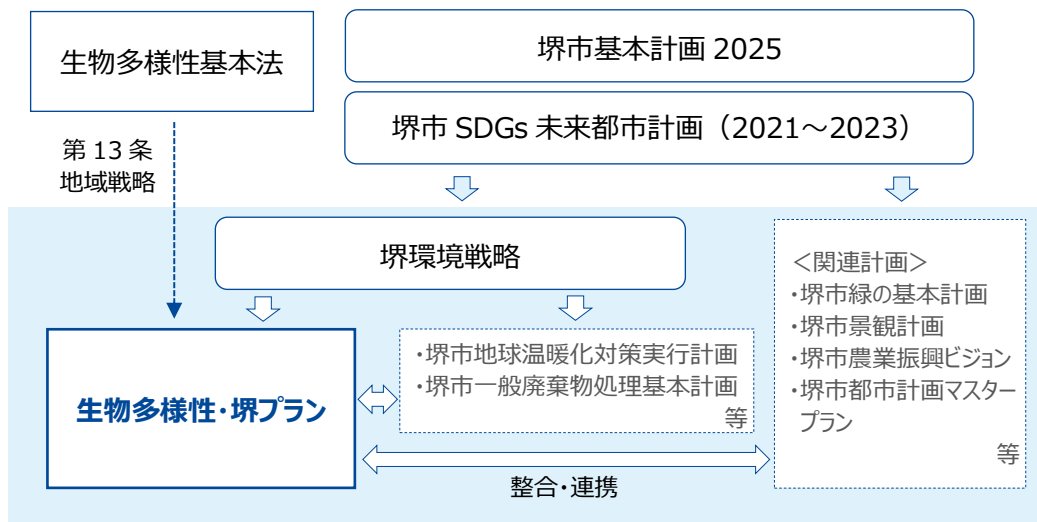 生物多様性基本法
堺市基本計画 2025
堺市 SDGs 未来都市計画（2021～2023）
第 13 条
地域戦略
堺環境戦略
＜関連計画＞
・堺市緑の基本計画
・堺市景観計画
・堺市農業振興ビジョン
・堺市都市計画マスター
プラン
等
生物多様性・堺プラン
・堺市地球温暖化対策実行計画
・堺市一般廃棄物処理基本計画
等
整合・連携